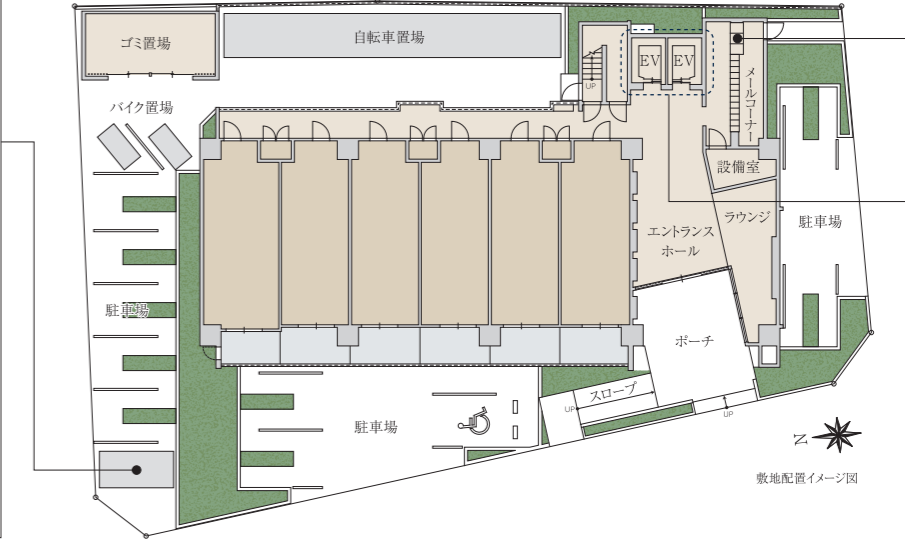 ゴミ置場
自転車置場
バイク置場
EV
EV
UP
メールコーナー
設備室
ラウンジ
エントランス
ホール
駐車場
駐車場
ポーチ
スロープ
UP
UP
駐車場
N
敷地配置イメージ図